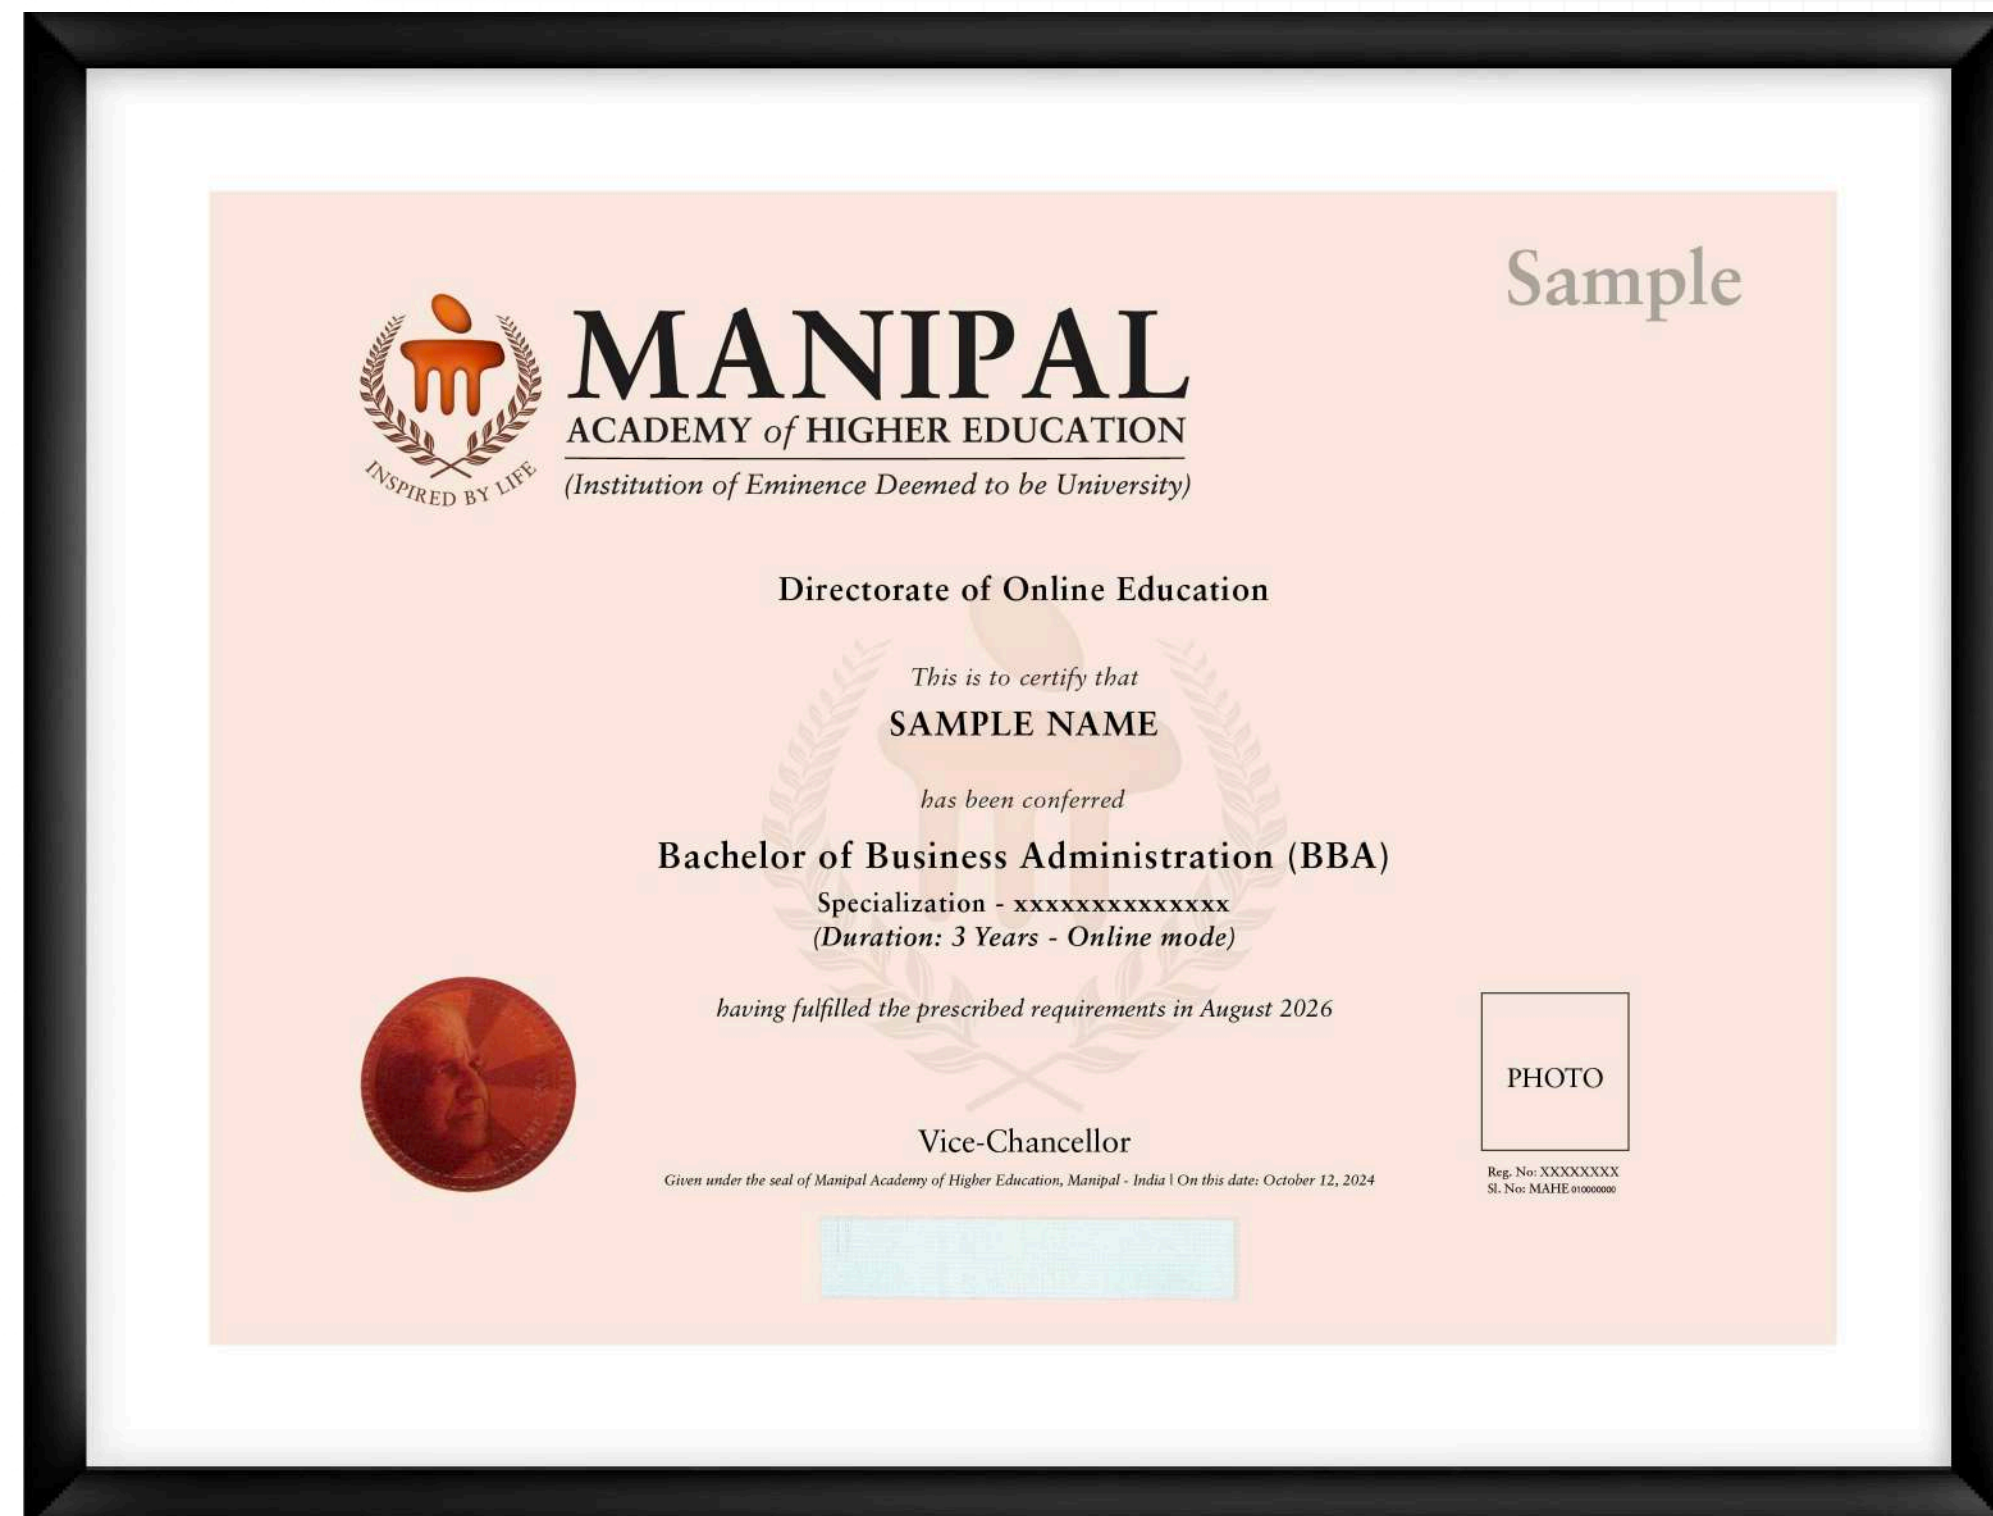 Sample
MANIPAL
ACADEMY of HIGHER EDUCATION
(Institution of Eminence Deemed to be University)
INSPIRED BY LIFE
Directorate of Online Education
This is to certify that
SAMPLE NAME
has been conferred
Bachelor of Business Administration (BBA)
Specialization - xxxxxxxxxxxxxx
(Duration: 3 Years - Online mode)
having fulfilled the prescribed requirements in August 2026
PHOTO
Vice-Chancellor
Given under the seal of Manipal Academy of Higher Education, Manipal - India | On this date: October 12, 2024
Reg. No: XXXXXXXX
Sl. No: MAHE 010000000